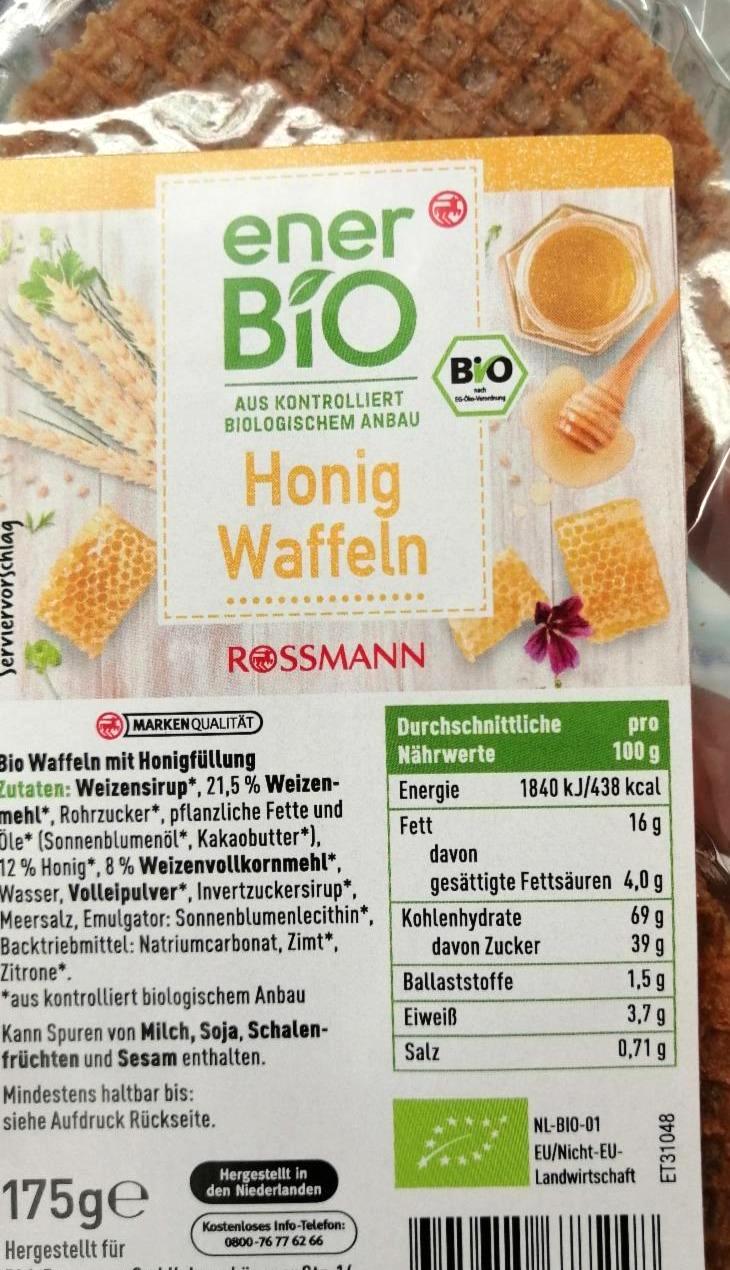 ener
BiO
AUS KONTROLLIERT
BIOLOGISCHEM ANBAU
BiO
nach
EG-Öko-Verordnung
Honig
Waffeln
Serviervorschlag
ROSSMANN
MARKENQUALITÄT
Bio Waffeln mit Honigfüllung
Zutaten: Weizensirup*, 21,5 % Weizen-
mehl*, Rohrzucker*, pflanzliche Fette und
Öle* (Sonnenblumenöl*, Kakaobutter*),
12 % Honig*, 8 % Weizenvollkornmehl*,
Wasser, Volleipulver*, Invertzuckersirup*,
Meersalz, Emulgator: Sonnenblumenlecithin*,
Backtriebmittel: Natriumcarbonat, Zimt*,
Zitrone*.
*aus kontrolliert biologischem Anbau
Kann Spuren von Milch, Soja, Schalen-
früchten und Sesam enthalten.
Mindestens haltbar bis:
siehe Aufdruck Rückseite.
175g℮
Hergestellt in
den Niederlanden
Kostenloses Info-Telefon:
0800-76 77 62 66
Hergestellt für
Durchschnittliche pro
Nährwerte 100 g
Energie 1840 kJ/438 kcal
Fett 16 g
davon
gesättigte Fettsäuren 4,0 g
Kohlenhydrate 69 g
davon Zucker 39 g
Ballaststoffe 1,5 g
Eiweiß 3,7 g
Salz 0,71 g
NL-BIO-01
EU/Nicht-EU-
Landwirtschaft
ET31048